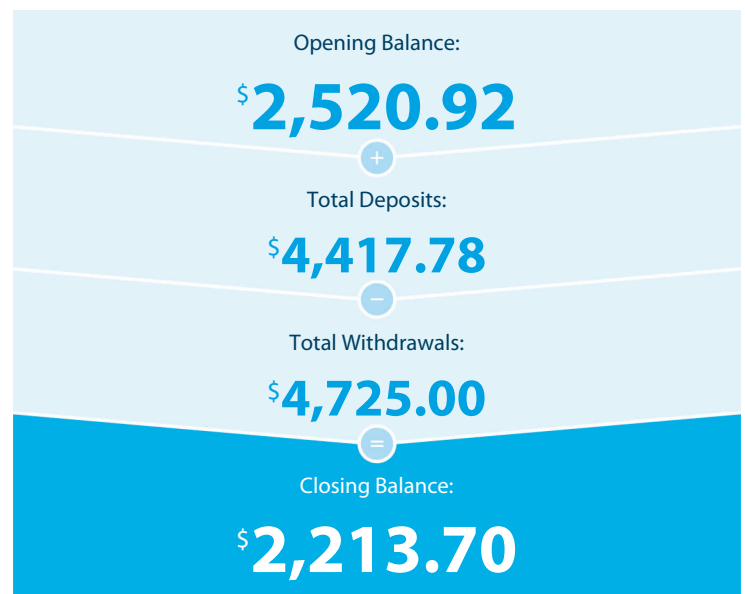 Opening Balance:
$2,520.92
+
Total Deposits:
$4,417.78
−
Total Withdrawals:
$4,725.00
=
Closing Balance:
$2,213.70